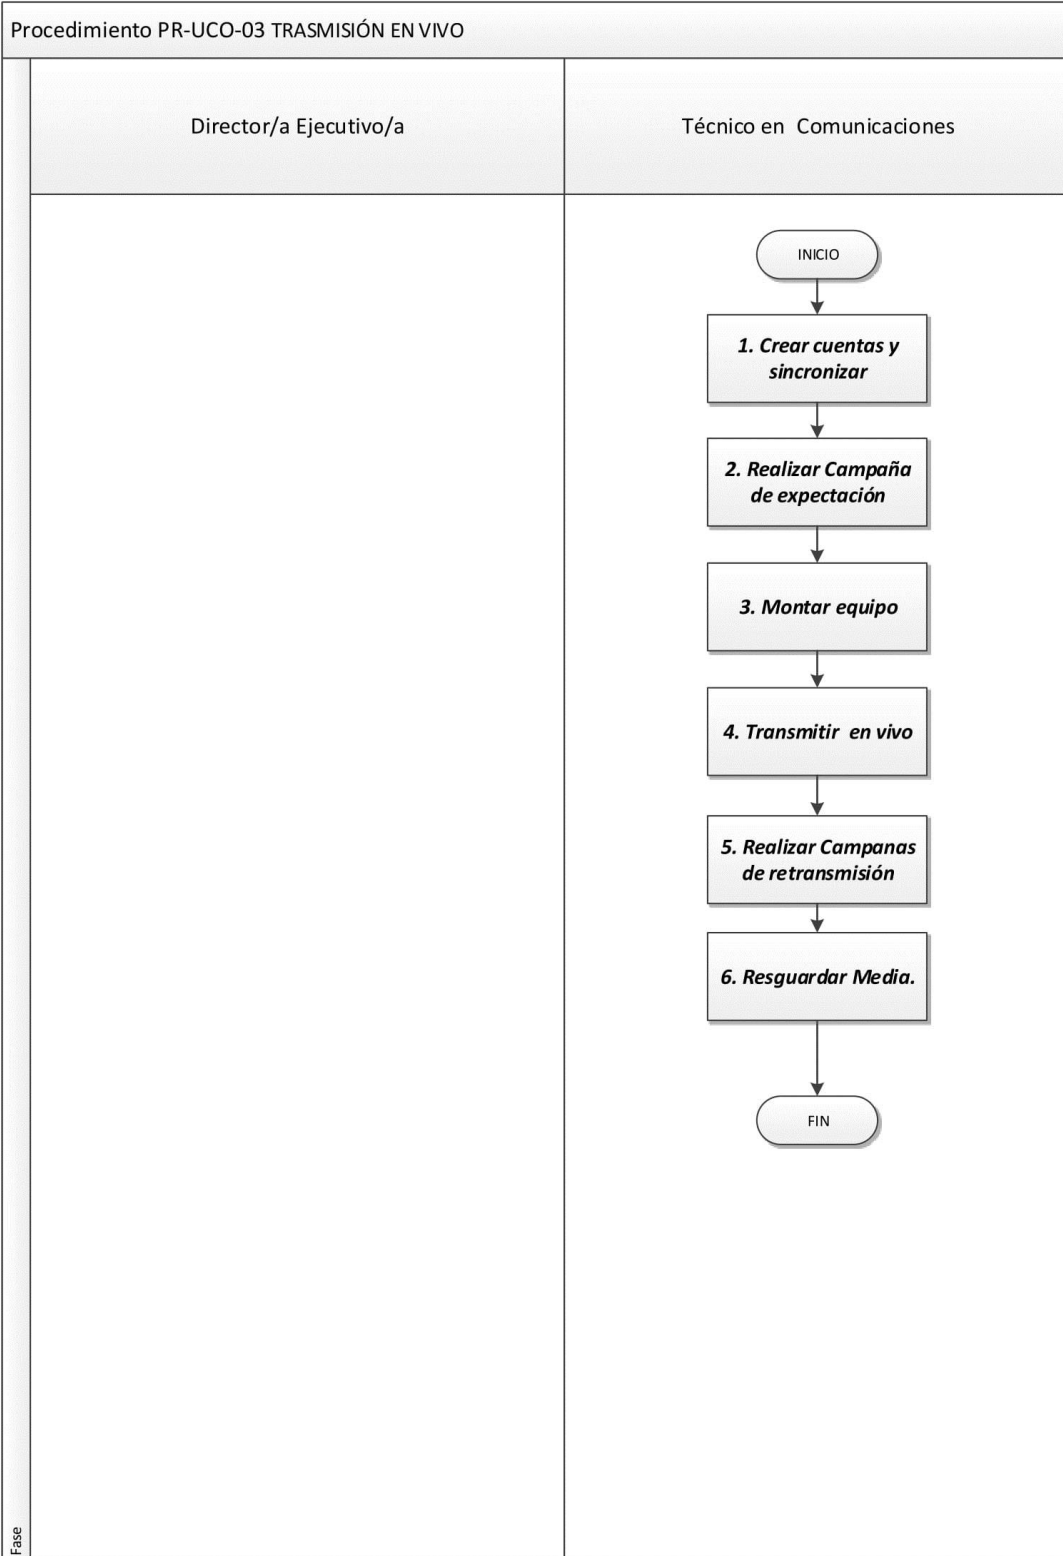 Procedimiento PR-UCO-03 TRASMISIÓN EN VIVO
Director/a Ejecutivo/a
Técnico en Comunicaciones
INICIO
1. Crear cuentas y
sincronizar
2. Realizar Campaña
de expectación
3. Montar equipo
4. Transmitir en vivo
5. Realizar Campanas
de retransmisión
6. Resguardar Media.
FIN
Fase